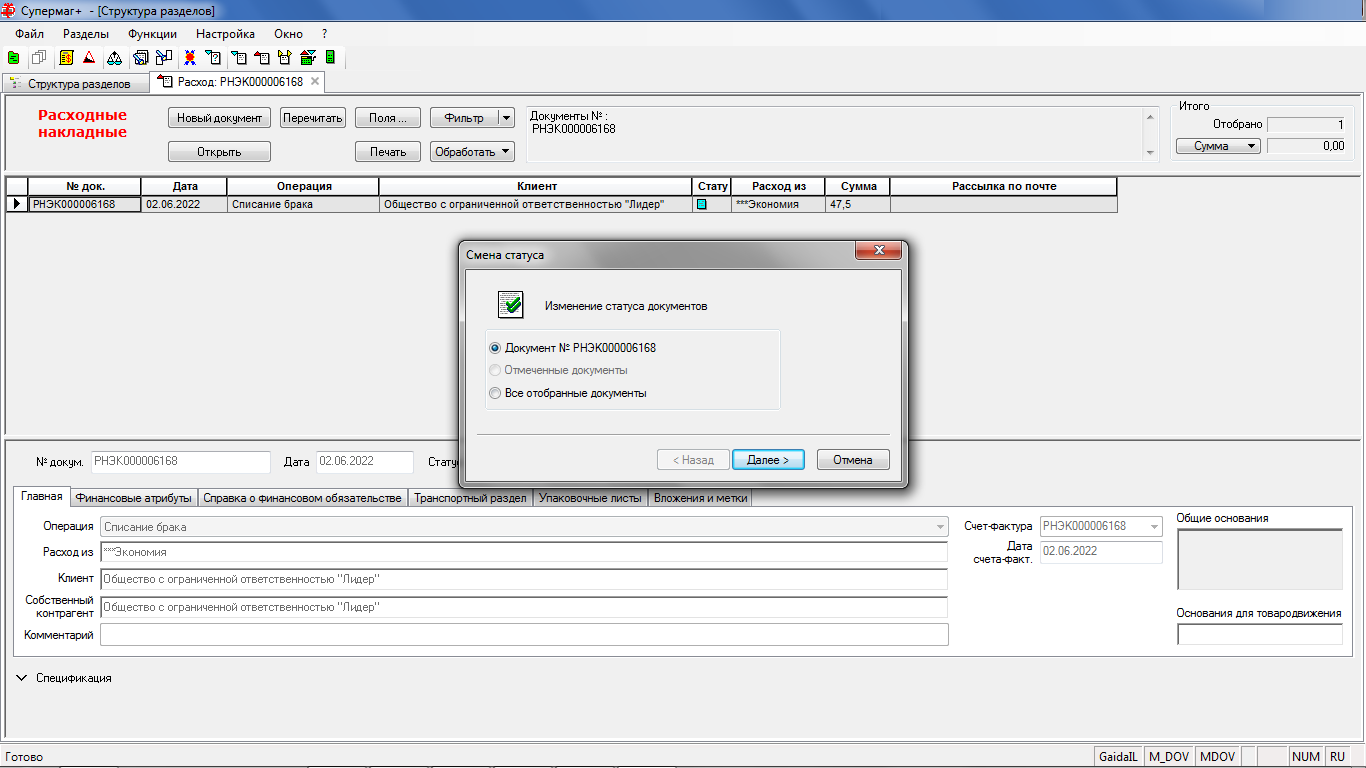 Супермаг+ - [Структура разделов]
Файл Разделы Функции Настройка Окно ?
Структура разделов Расход: РНЭК000006168
Расходные накладные
Новый документ Перечитать Поля ... Фильтр
Открыть Печать Обработать
Документы № :
РНЭК000006168
Итого
Отобрано 1
Сумма 0,00
№ док. Дата Операция Клиент Стату Расход из Сумма Рассылка по почте
РНЭК000006168 02.06.2022 Списание брака Общество с ограниченной ответственностью "Лидер" ***Экономия 47,5
Смена статуса
Изменение статуса документов
Документ № РНЭК000006168
Отмеченные документы
Все отобранные документы
< Назад Далее > Отмена
№ докум. РНЭК000006168 Дата 02.06.2022 Стату
Главная Финансовые атрибуты Справка о финансовом обязательстве Транспортный раздел Упаковочные листы Вложения и метки
Операция Списание брака
Расход из ***Экономия
Клиент Общество с ограниченной ответственностью "Лидер"
Собственный контрагент Общество с ограниченной ответственностью "Лидер"
Комментарий
Счет-фактура РНЭК000006168
Дата счета-факт. 02.06.2022
Общие основания
Основания для товародвижения
Спецификация
Готово GaidaIL M_DOV MDOV NUM RU